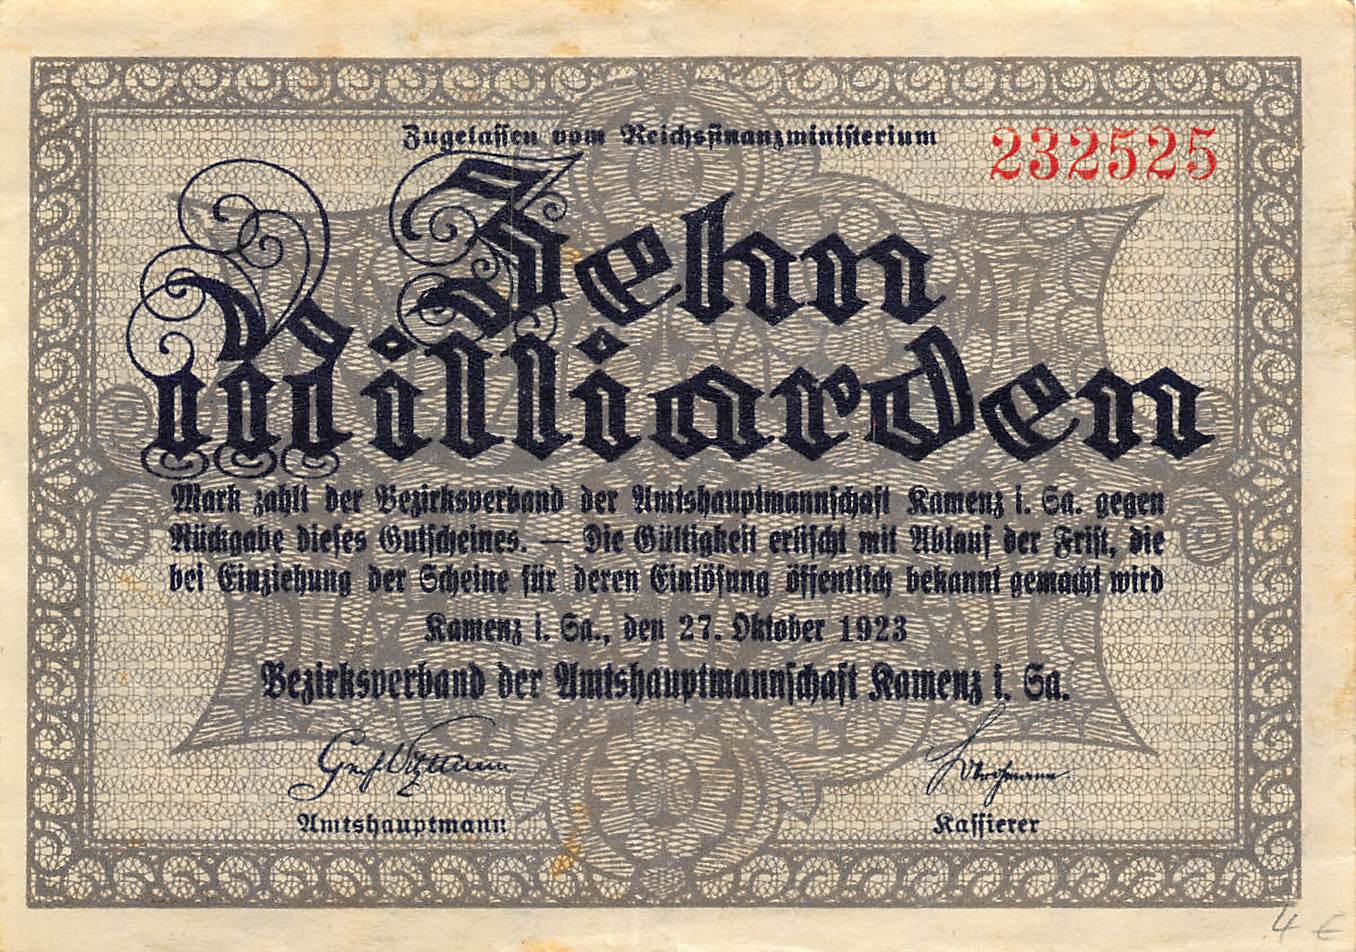 Zugelassen vom Reichsfinanzministerium
232525
Zehn
Milliarden
Mark zahlt der Bezirksverband der Amtshauptmannschaft Kamenz i. Sa. gegen
Rückgabe dieses Gutscheines. — Die Gültigkeit erlischt mit Ablauf der Frist, die
bei Einziehung der Scheine für deren Einlösung öffentlich bekannt gemacht wird
Kamenz i. Sa., den 27. Oktober 1923
Bezirksverband der Amtshauptmannschaft Kamenz i. Sa.
Amtshauptmann
Kassierer
4 €